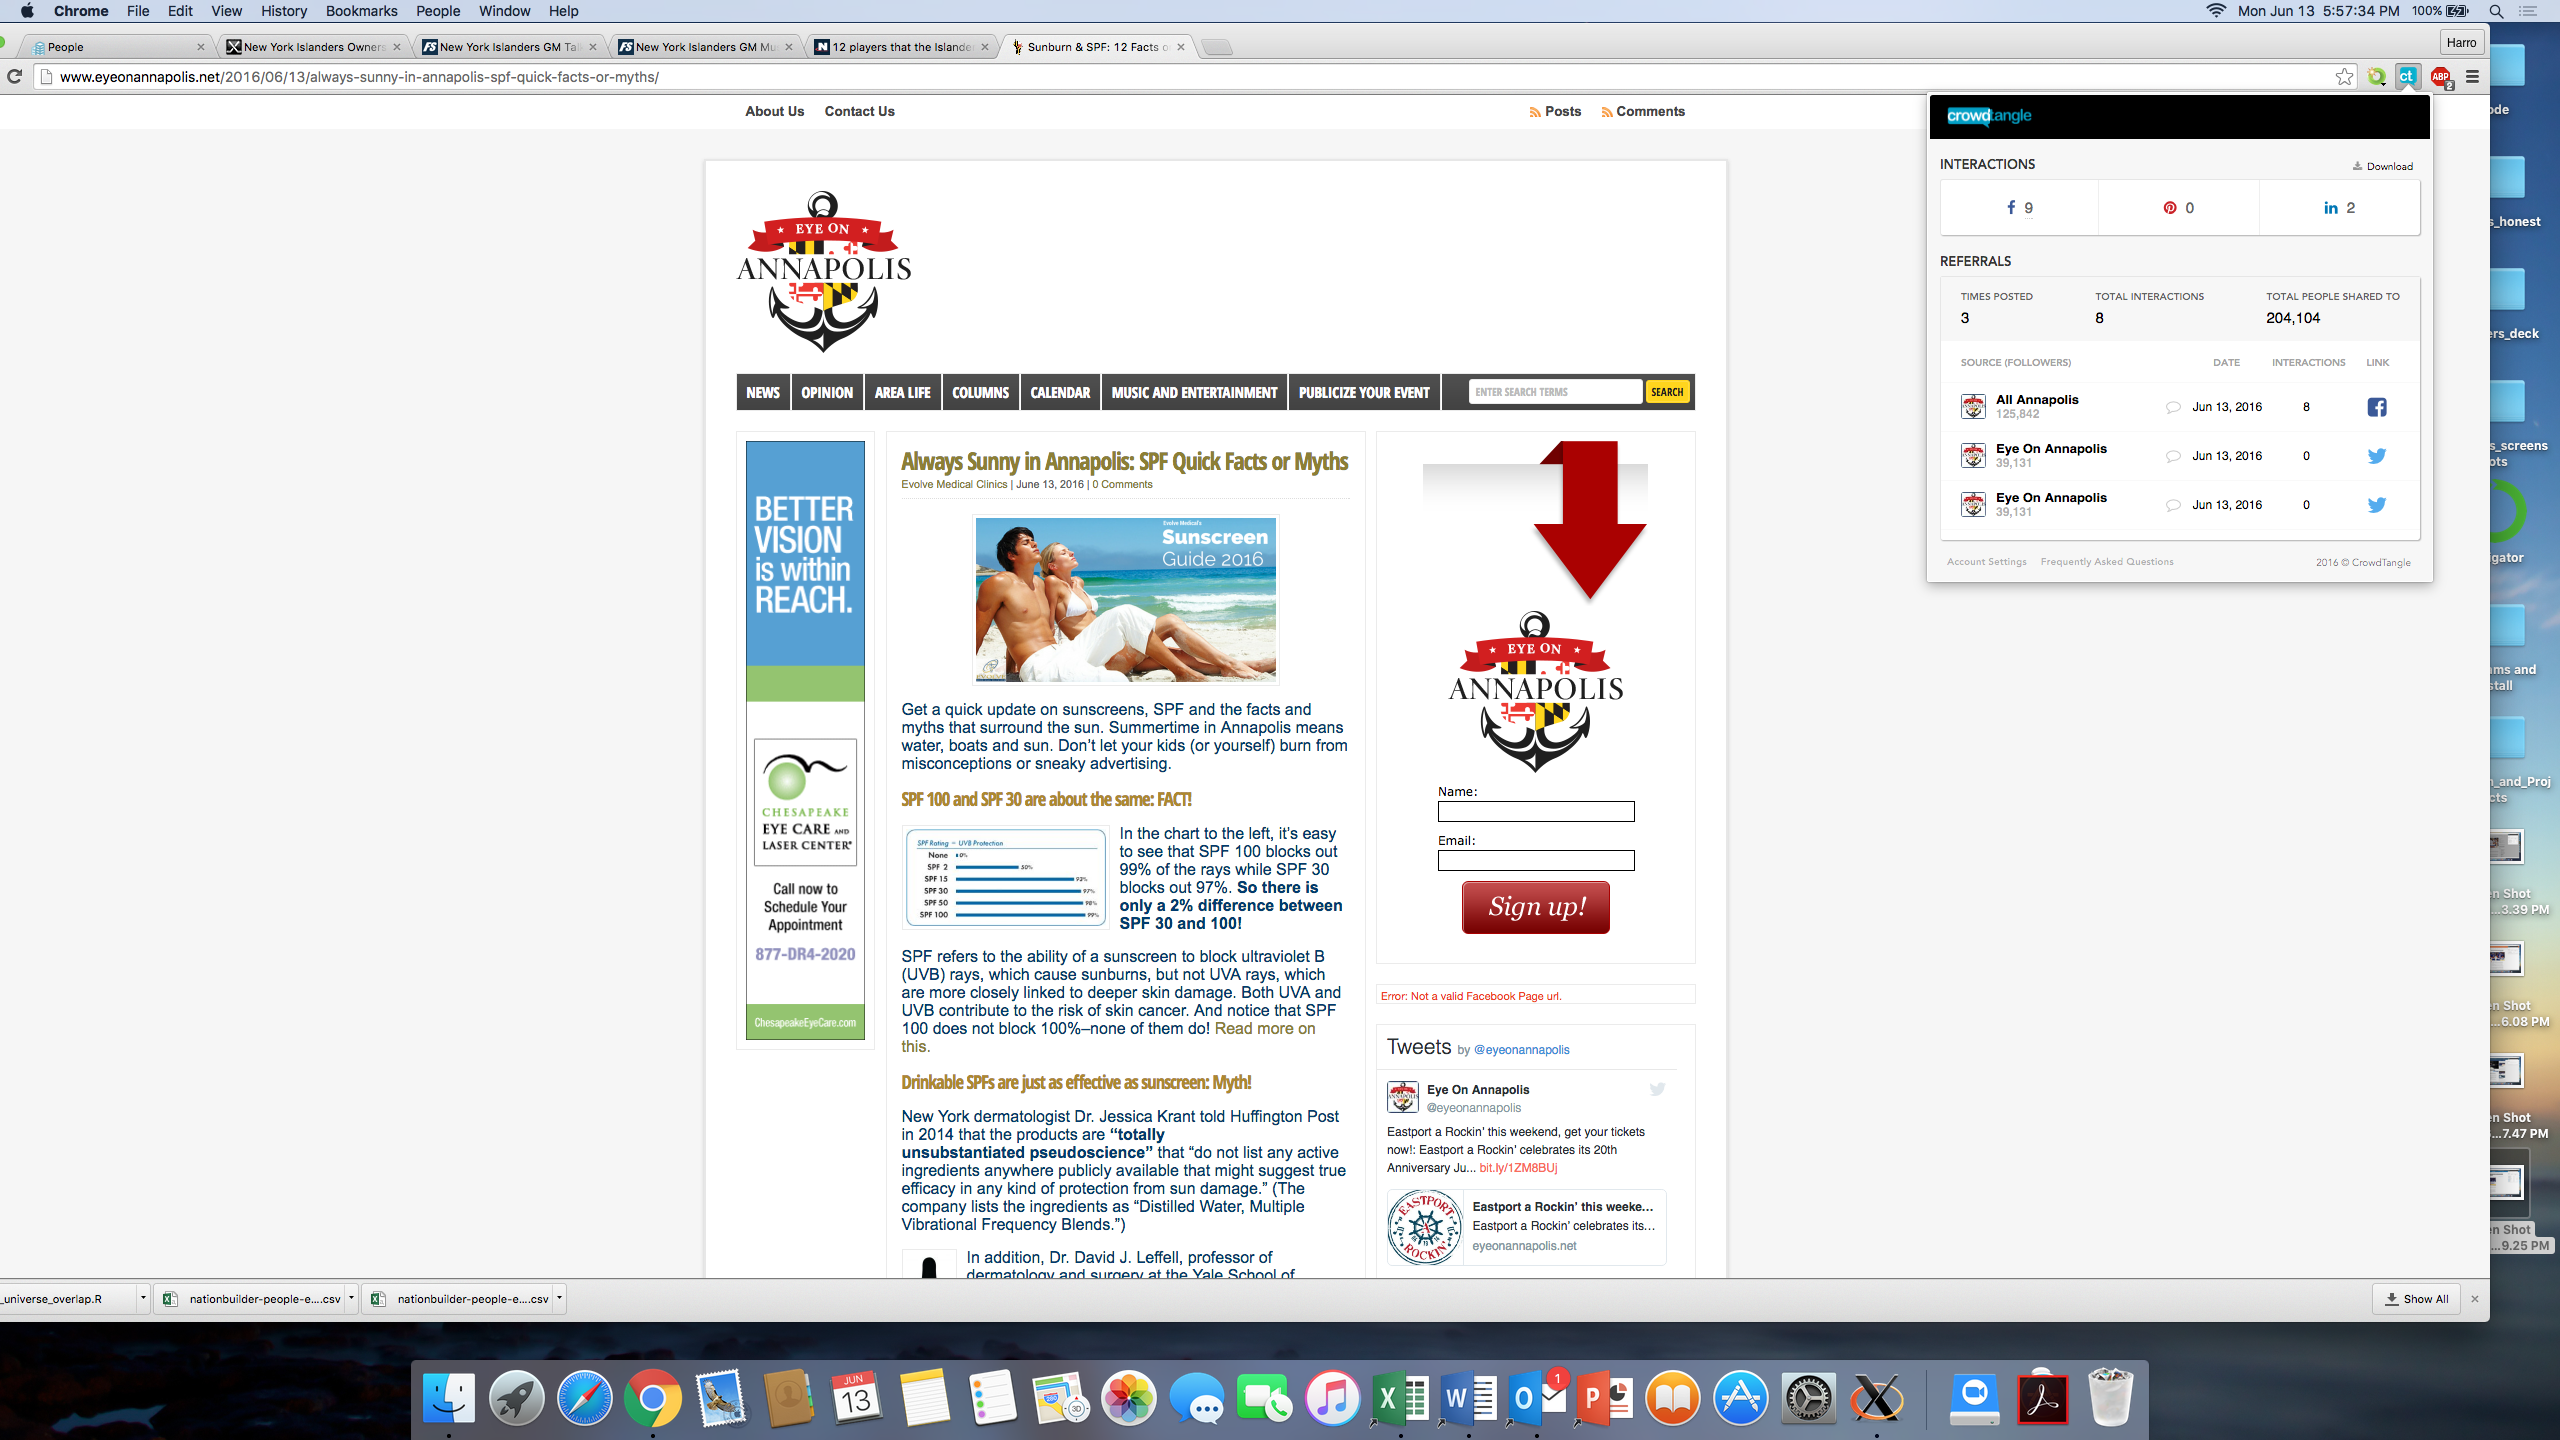 Chrome File Edit View History Bookmarks People Window Help
Mon Jun 13 5:57:34 PM 100%
People
New York Islanders Owners
New York Islanders GM Tal
New York Islanders GM Mu
12 players that the Islande
Sunburn & SPF: 12 Facts o
Harro
www.eyeonannapolis.net/2016/06/13/always-sunny-in-annapolis-spf-quick-facts-or-myths/
ct
ABP
2
About Us Contact Us
Posts Comments
EYE ON
ANNAPOLIS
NEWS OPINION AREA LIFE COLUMNS CALENDAR MUSIC AND ENTERTAINMENT PUBLICIZE YOUR EVENT
ENTER SEARCH TERMS SEARCH
BETTER
VISION
is within
REACH.
CHESAPEAKE
EYE CARE AND
LASER CENTER
Call now to
Schedule Your
Appointment
877-DR4-2020
ChesapeakeEyeCare.com
Always Sunny in Annapolis: SPF Quick Facts or Myths
Evolve Medical Clinics | June 13, 2016 | 0 Comments
Evolve Medical's
Sunscreen
Guide 2016
Get a quick update on sunscreens, SPF and the facts and
myths that surround the sun. Summertime in Annapolis means
water, boats and sun. Don't let your kids (or yourself) burn from
misconceptions or sneaky advertising.
SPF 100 and SPF 30 are about the same: FACT!
SPF Rating = UVB Protection
None 0%
SPF 2 50%
SPF 15 93%
SPF 30 97%
SPF 50 98%
SPF 100 99%
In the chart to the left, it's easy
to see that SPF 100 blocks out
99% of the rays while SPF 30
blocks out 97%. So there is
only a 2% difference between
SPF 30 and 100!
SPF refers to the ability of a sunscreen to block ultraviolet B
(UVB) rays, which cause sunburns, but not UVA rays, which
are more closely linked to deeper skin damage. Both UVA and
UVB contribute to the risk of skin cancer. And notice that SPF
100 does not block 100%–none of them do! Read more on
this.
Drinkable SPFs are just as effective as sunscreen: Myth!
New York dermatologist Dr. Jessica Krant told Huffington Post
in 2014 that the products are “totally
unsubstantiated pseudoscience” that “do not list any active
ingredients anywhere publicly available that might suggest true
efficacy in any kind of protection from sun damage.” (The
company lists the ingredients as “Distilled Water, Multiple
Vibrational Frequency Blends.”)
In addition, Dr. David J. Leffell, professor of
dermatology and surgery at the Yale School of
EYE ON
ANNAPOLIS
Name:
Email:
Sign up!
Error: Not a valid Facebook Page url.
Tweets by @eyeonannapolis
Eye On Annapolis
@eyeonannapolis
Eastport a Rockin' this weekend, get your tickets
now!: Eastport a Rockin' celebrates its 20th
Anniversary Ju... bit.ly/1ZM8BUj
EASTPORT
ROCKIN'
Eastport a Rockin' this weeke...
Eastport a Rockin' celebrates its...
eyeonannapolis.net
crowdtangle
INTERACTIONS
Download
9 0 2
REFERRALS
TIMES POSTED TOTAL INTERACTIONS TOTAL PEOPLE SHARED TO
3 8 204,104
SOURCE (FOLLOWERS) DATE INTERACTIONS LINK
All Annapolis
125,842
Jun 13, 2016 8
Eye On Annapolis
39,131
Jun 13, 2016 0
Eye On Annapolis
39,131
Jun 13, 2016 0
Account Settings Frequently Asked Questions 2016 © CrowdTangle
ode
s_honest
ers_deck
s_screens
ots
igator
ms and
stall
n_and_Proj
cts
en Shot
...3.39 PM
en Shot
...6.08 PM
en Shot
...7.47 PM
en Shot
...9.25 PM
_universe_overlap.R
nationbuilder-people-e....csv
nationbuilder-people-e....csv
Show All
JUN
13
3D
1